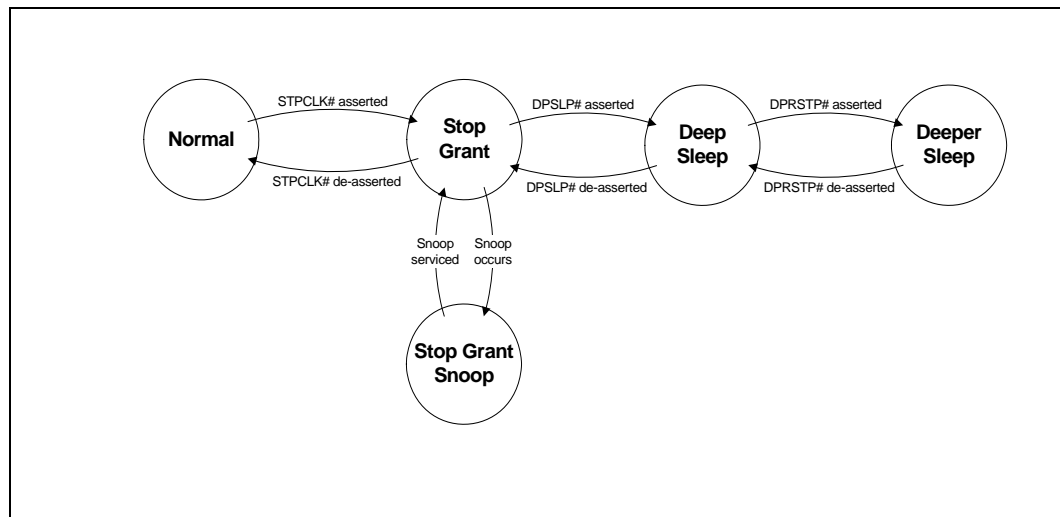 STPCLK# asserted
DPSLP# asserted
DPRSTP# asserted
Normal
Stop
Grant
Deep
Sleep
Deeper
Sleep
STPCLK# de-asserted
DPSLP# de-asserted
DPRSTP# de-asserted
Snoop
serviced
Snoop
occurs
Stop Grant
Snoop